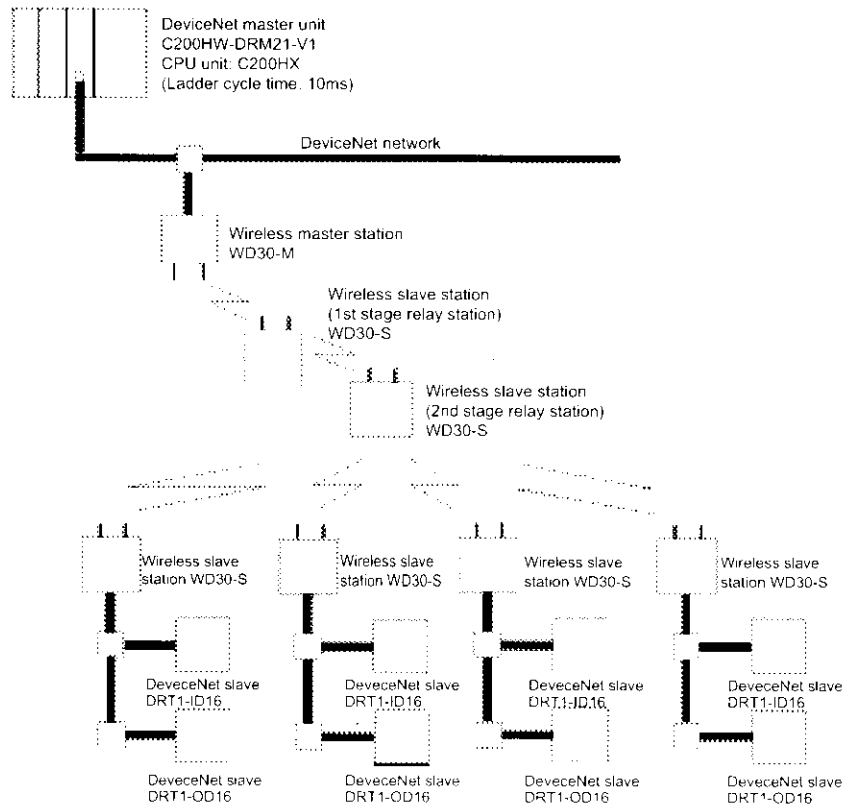 DeviceNet master unit
C200HW-DRM21-V1
CPU unit: C200HX
(Ladder cycle time. 10ms)
DeviceNet network
Wireless master station
WD30-M
Wireless slave station
(1st stage relay station)
WD30-S
Wireless slave station
(2nd stage relay station)
WD30-S
Wireless slave
station WD30-S
Wireless slave
station WD30-S
Wireless slave
station WD30-S
Wireless slave
station WD30-S
DeveceNet slave
DRT1-ID16
DeveceNet slave
DRT1-ID16
DeveceNet slave
DRT1-ID16
DeveceNet slave
DRT1-ID16
DeveceNet slave
DRT1-OD16
DeveceNet slave
DRT1-OD16
DeveceNet slave
DRT1-OD16
DeveceNet slave
DRT1-OD16